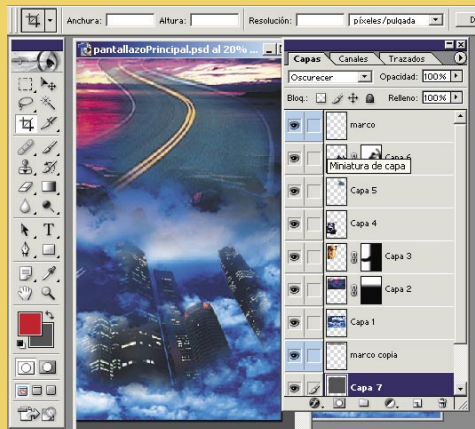 Anchura: Altura: Resolución: píxeles/pulgada
pantallazoPrincipal.psd al 20% ...
Capas Canales Trazados
Oscurecer Opacidad: 100%
Bloq.: Relleno: 100%
marco
Capa 6
Miniatura de capa
Capa 5
Capa 4
Capa 3
Capa 2
Capa 1
marco copia
Capa 7
T